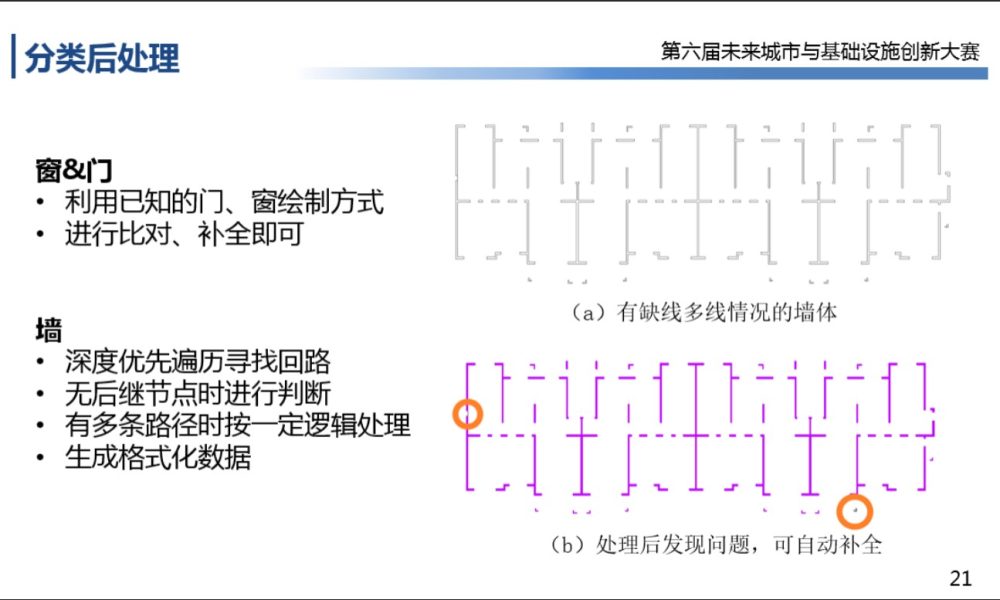 分类后处理
第六届未来城市与基础设施创新大赛
窗&门
• 利用已知的门、窗绘制方式
• 进行比对、补全即可
墙
• 深度优先遍历寻找回路
• 无后继节点时进行判断
• 有多条路径时按一定逻辑处理
• 生成格式化数据
（a）有缺线多线情况的墙体
（b）处理后发现问题，可自动补全
21